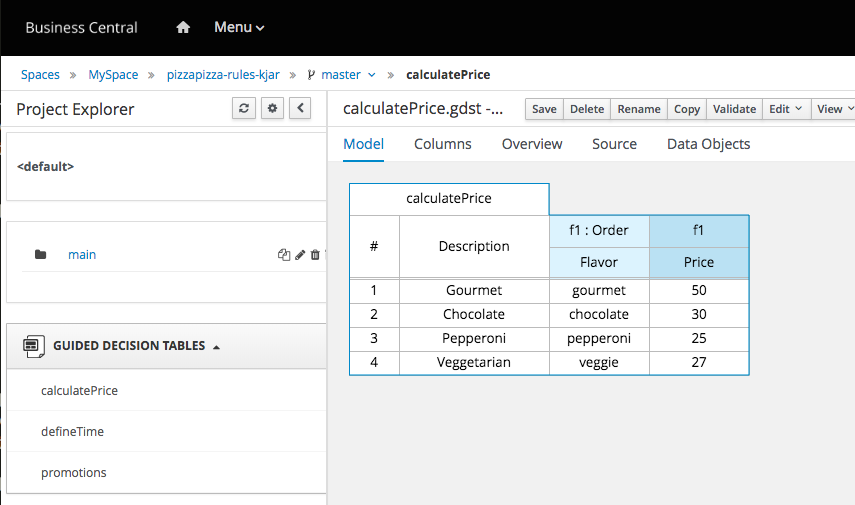 Business Central Menu
Spaces » MySpace » pizzapizza-rules-kjar » master » calculatePrice
Project Explorer
<default>
main
GUIDED DECISION TABLES
calculatePrice
defineTime
promotions
calculatePrice.gdst -... Save Delete Rename Copy Validate Edit View
Model Columns Overview Source Data Objects
calculatePrice
# Description f1 : Order f1
Flavor Price
1 Gourmet gourmet 50
2 Chocolate chocolate 30
3 Pepperoni pepperoni 25
4 Veggetarian veggie 27